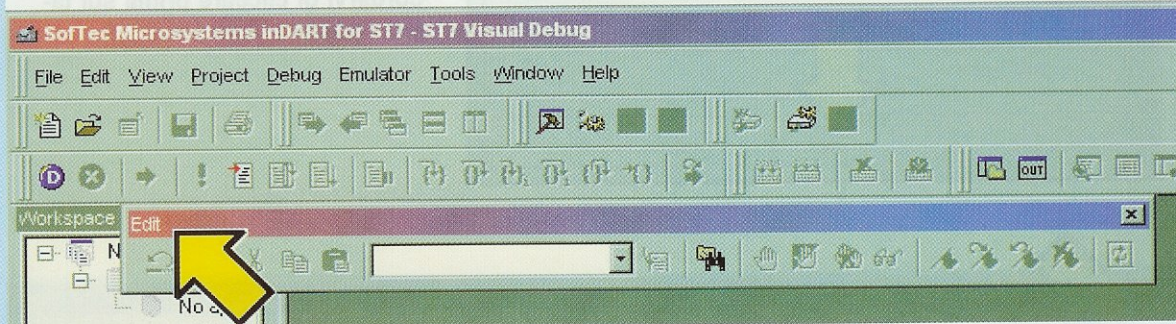 SofTec Microsystems inDART for ST7 - ST7 Visual Debug
File Edit View Project Debug Emulator Tools Window Help
D
OUT
Workspace
Edit
N
No